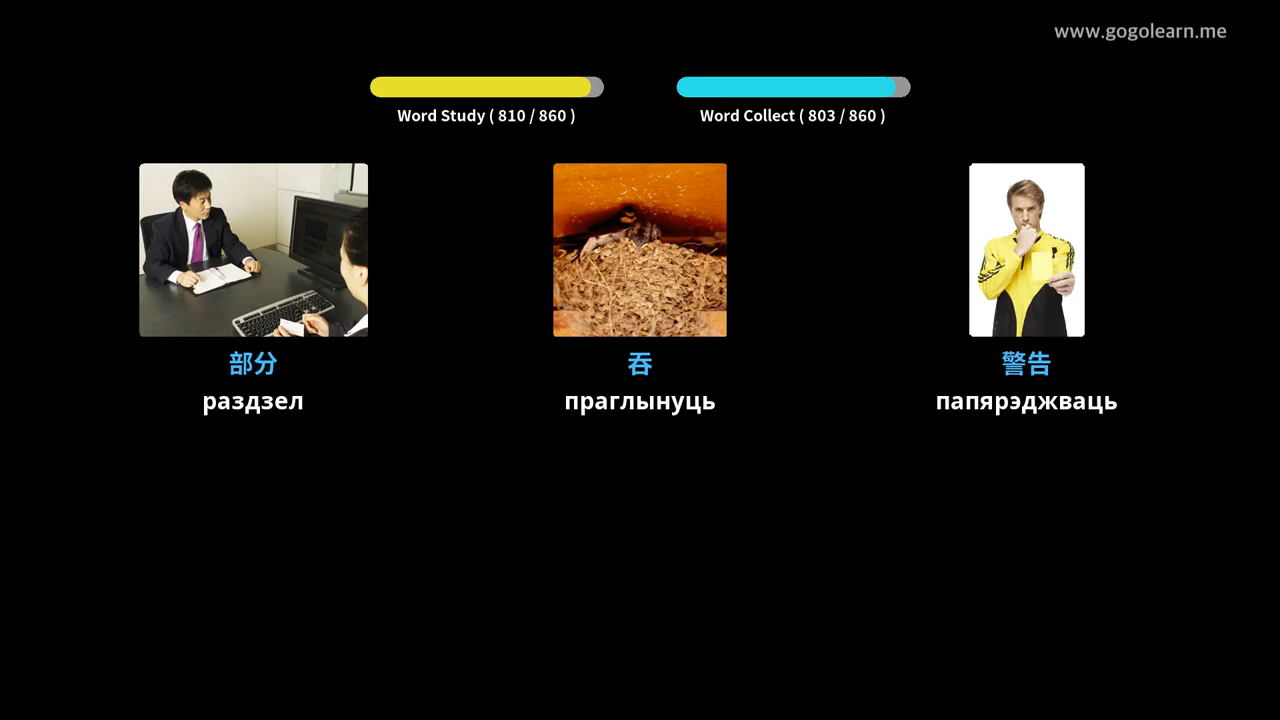 www.gogolearn.me
Word Study ( 810 / 860 )
Word Collect ( 803 / 860 )
部分
吞
警告
раздзел
праглынуць
папярэджваць